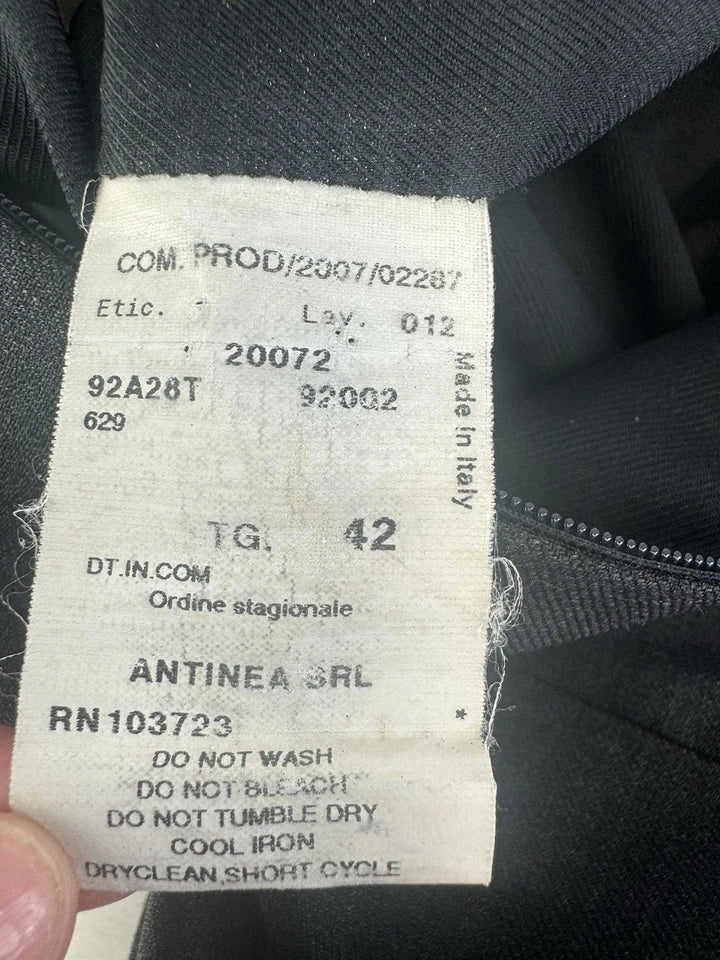 COM. PROD/2007/02287
Etic. Lav. 012
20072
92A28T 920Q2
629
Made in Italy
TG. 42
DT.IN.COM
Ordine stagionale
ANTINEA SRL
RN103723 *
DO NOT WASH
DO NOT BLEACH
DO NOT TUMBLE DRY
COOL IRON
DRYCLEAN,SHORT CYCLE